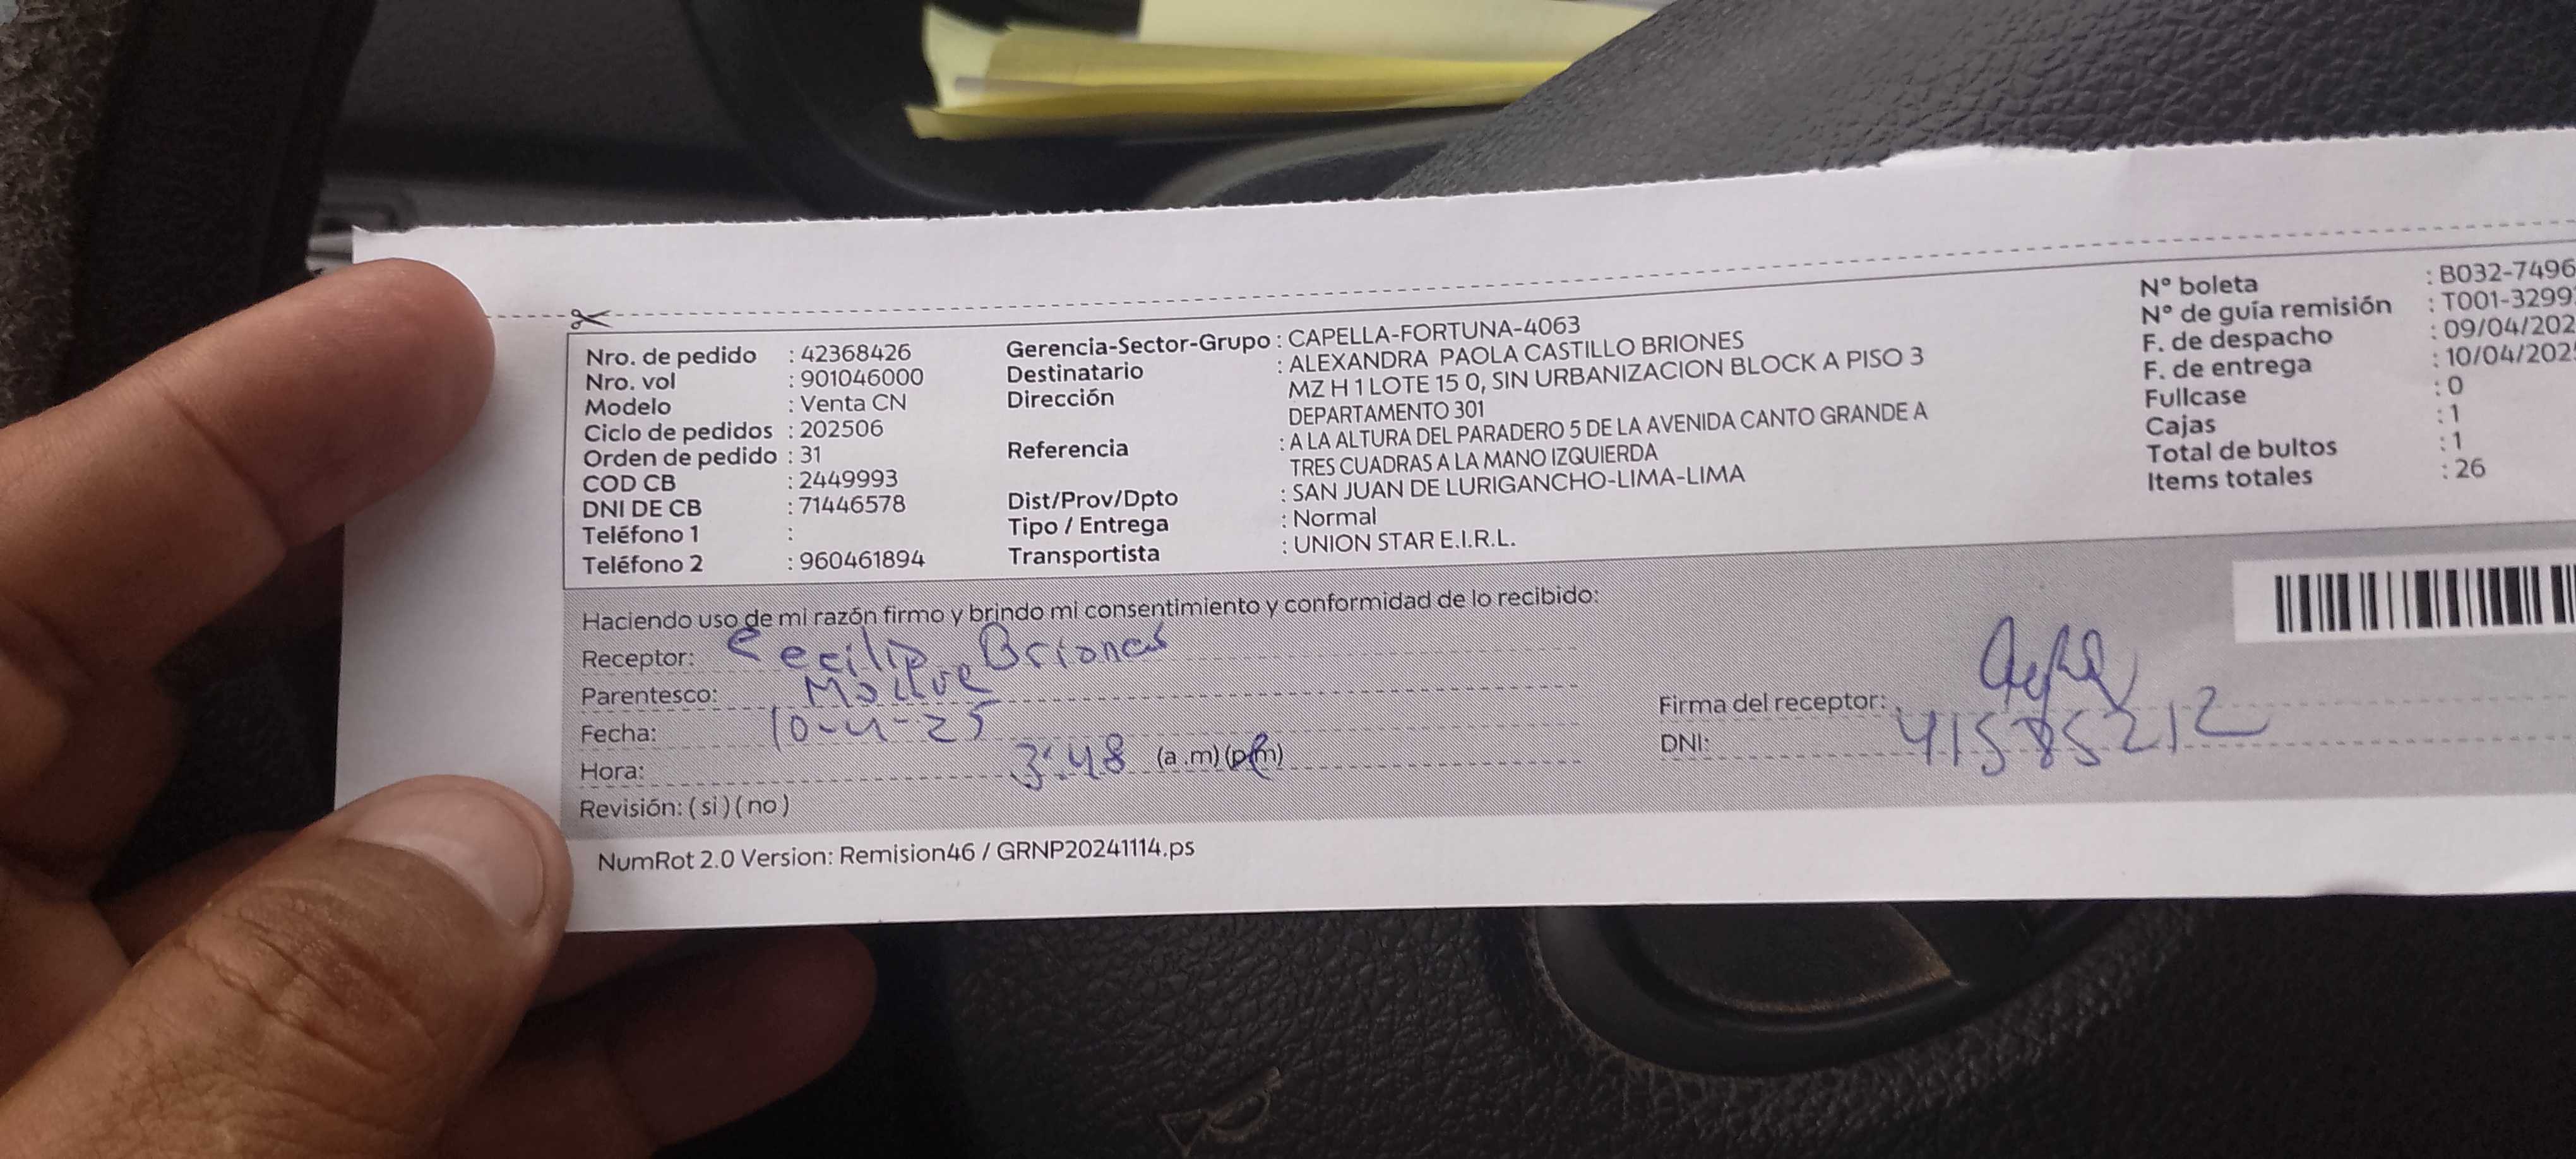 Nro. de pedido : 42368426
Nro. vol : 901046000
Modelo : Venta CN
Ciclo de pedidos : 202506
Orden de pedido : 31
COD CB : 2449993
DNI DE CB : 71446578
Teléfono 1 :
Teléfono 2 : 960461894
Gerencia-Sector-Grupo : CAPELLA-FORTUNA-4063
Destinatario : ALEXANDRA PAOLA CASTILLO BRIONES
Dirección MZ H 1 LOTE 15 0, SIN URBANIZACION BLOCK A PISO 3
DEPARTAMENTO 301
Referencia : A LA ALTURA DEL PARADERO 5 DE LA AVENIDA CANTO GRANDE A
TRES CUADRAS A LA MANO IZQUIERDA
Dist/Prov/Dpto : SAN JUAN DE LURIGANCHO-LIMA-LIMA
Tipo / Entrega : Normal
Transportista : UNION STAR E.I.R.L.
Nº boleta : B032-7496
Nº de guía remisión : T001-3299
F. de despacho : 09/04/202
F. de entrega : 10/04/202
Fullcase : 0
Cajas : 1
Total de bultos : 1
Items totales : 26
Haciendo uso de mi razón firmo y brindo mi consentimiento y conformidad de lo recibido:
Receptor: Cecilia Briones
Parentesco:
Fecha: 10-4-25
Hora: 3:48 (a .m) (p.m)
Revisión: ( si ) ( no )
Firma del receptor:
DNI: 41585212
NumRot 2.0 Version: Remision46 / GRNP20241114.ps